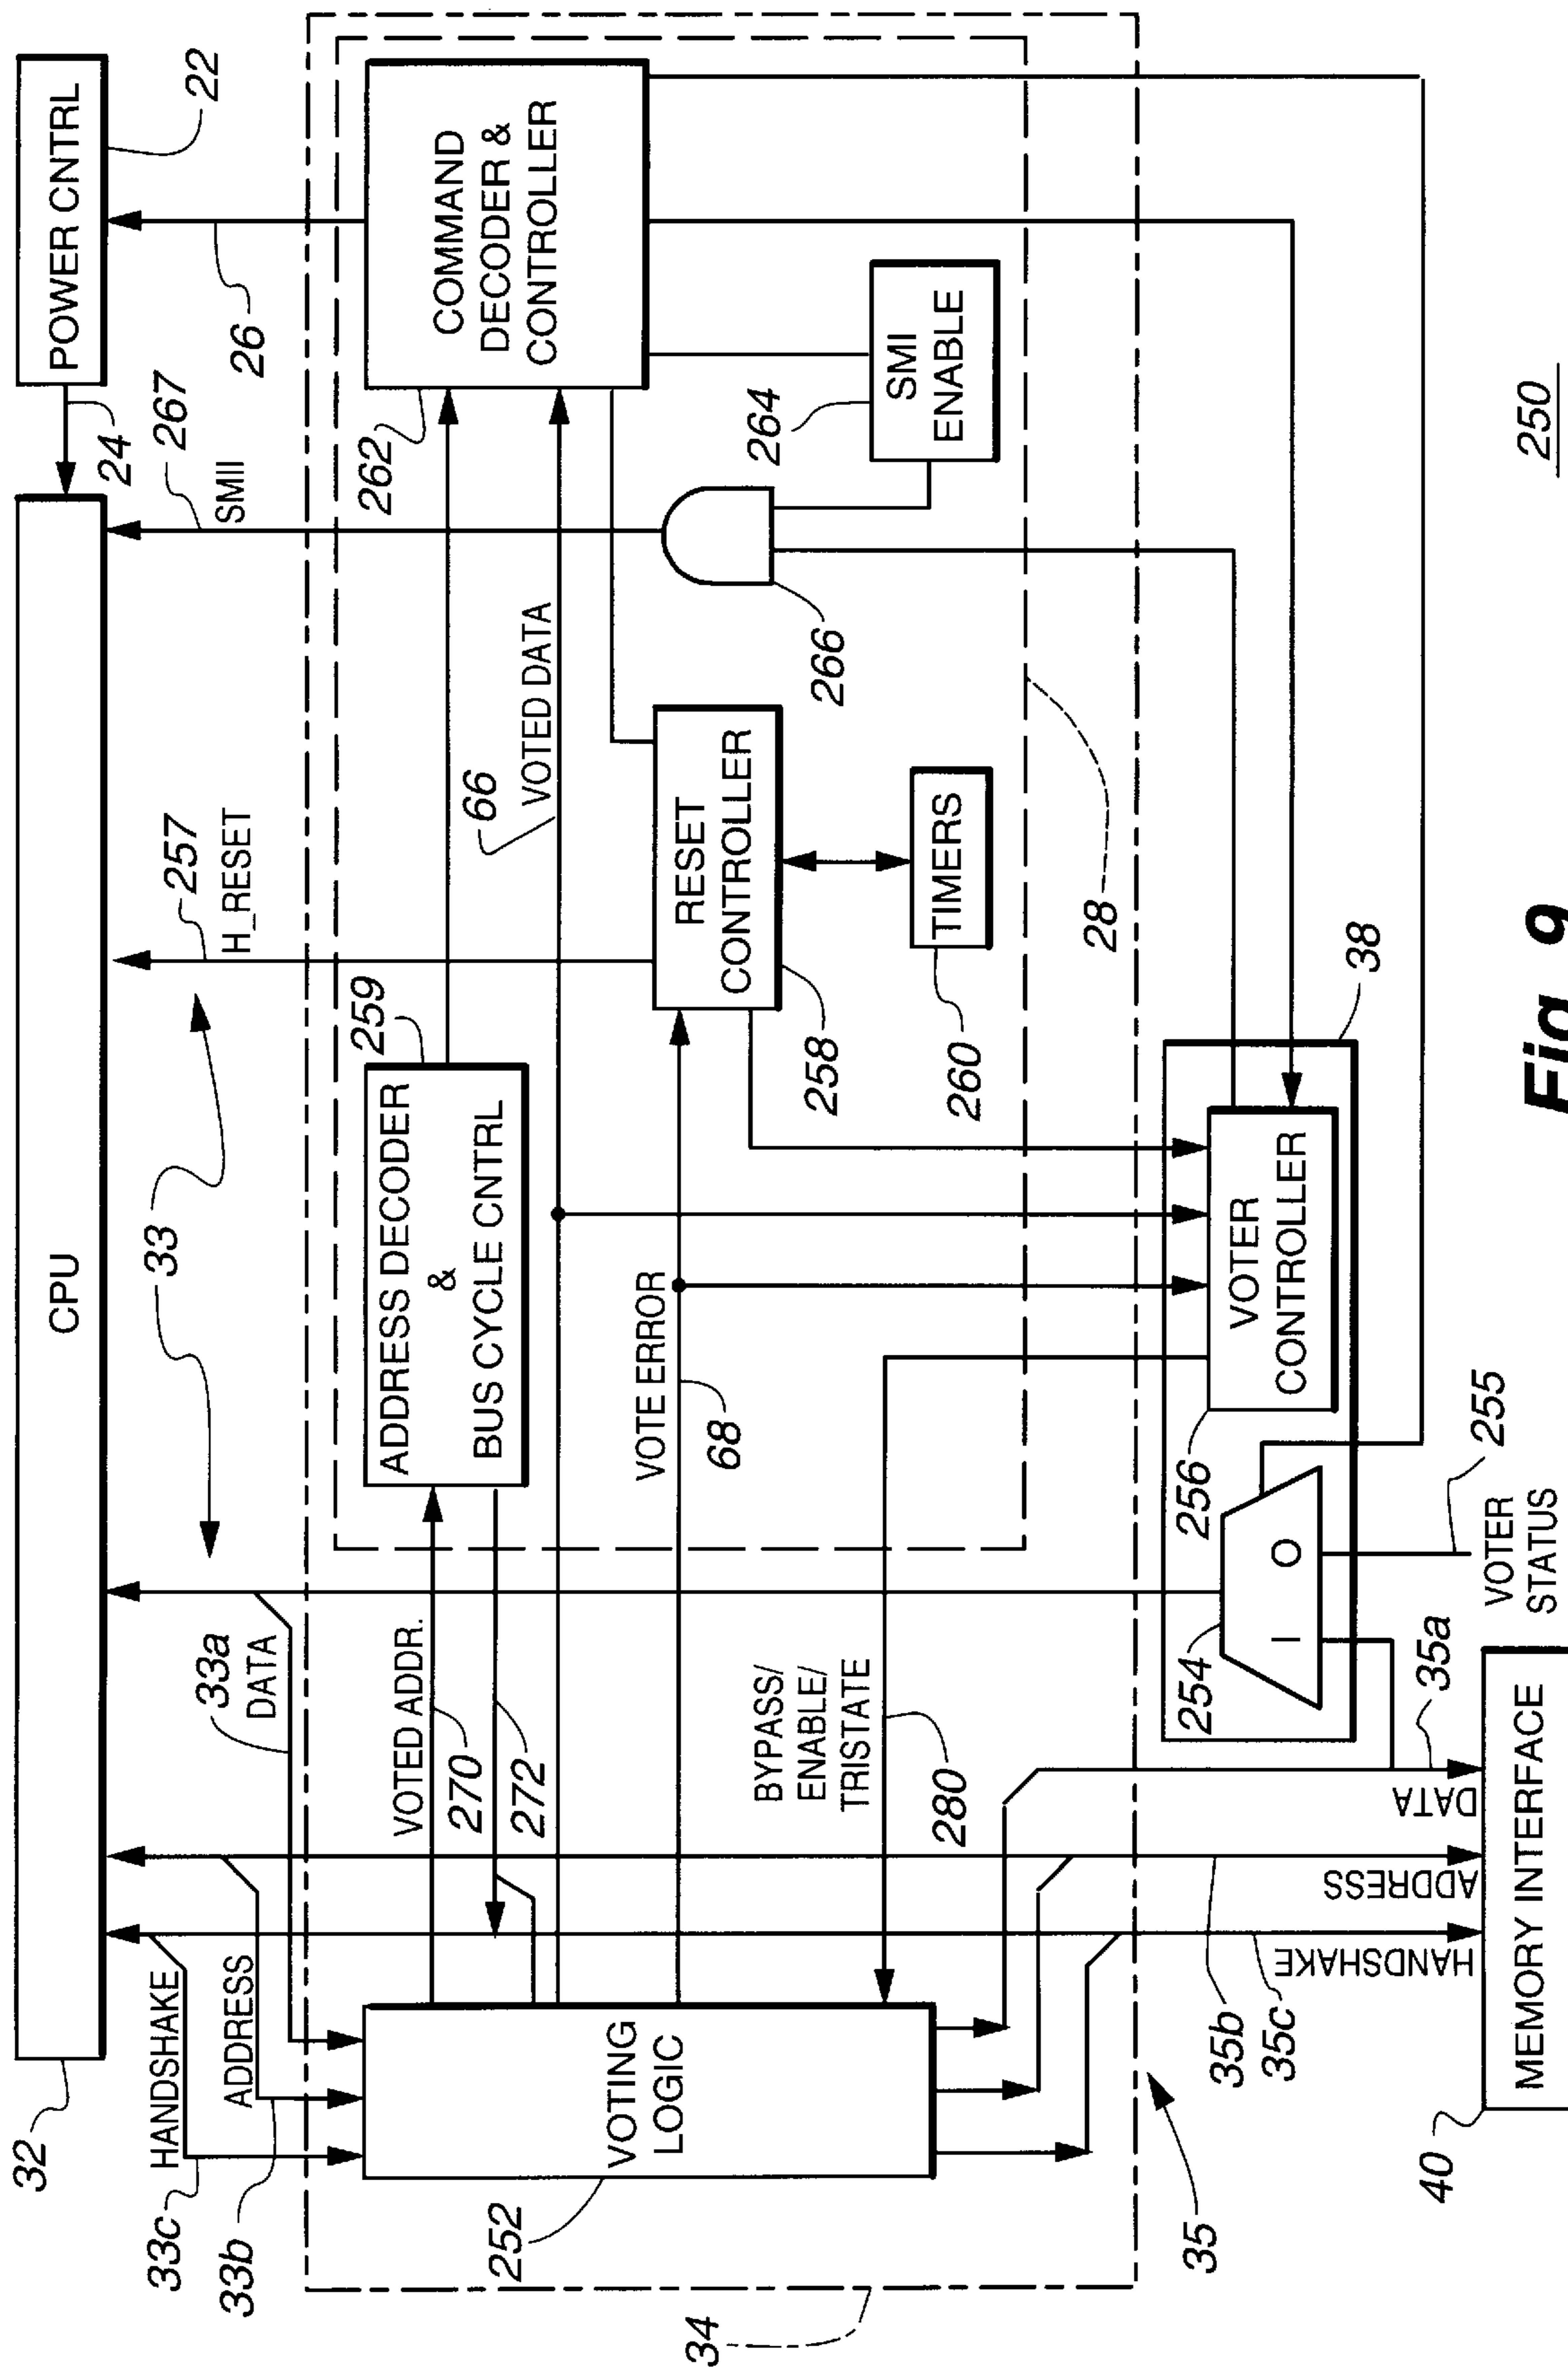 CPU
32
POWER CNTRL
22
24
26
267
SMII
257
H_RESET
33
HANDSHAKE
33c
ADDRESS
33b
33a
DATA
34
VOTING
LOGIC
252
VOTED ADDR.
270
272
ADDRESS DECODER
&
BUS CYCLE CNTRL
259
66
VOTED DATA
262
COMMAND
DECODER &
CONTROLLER
VOTE ERROR
68
RESET
CONTROLLER
258
TIMERS
260
266
264
SMI
ENABLE
BYPASS/
ENABLE/
TRISTATE
280
28
38
VOTER
CONTROLLER
256
254
I
O
255
VOTER
STATUS
35
35a
DATA
35b
ADDRESS
35c
HANDSHAKE
MEMORY INTERFACE
40
250
Fig. 9